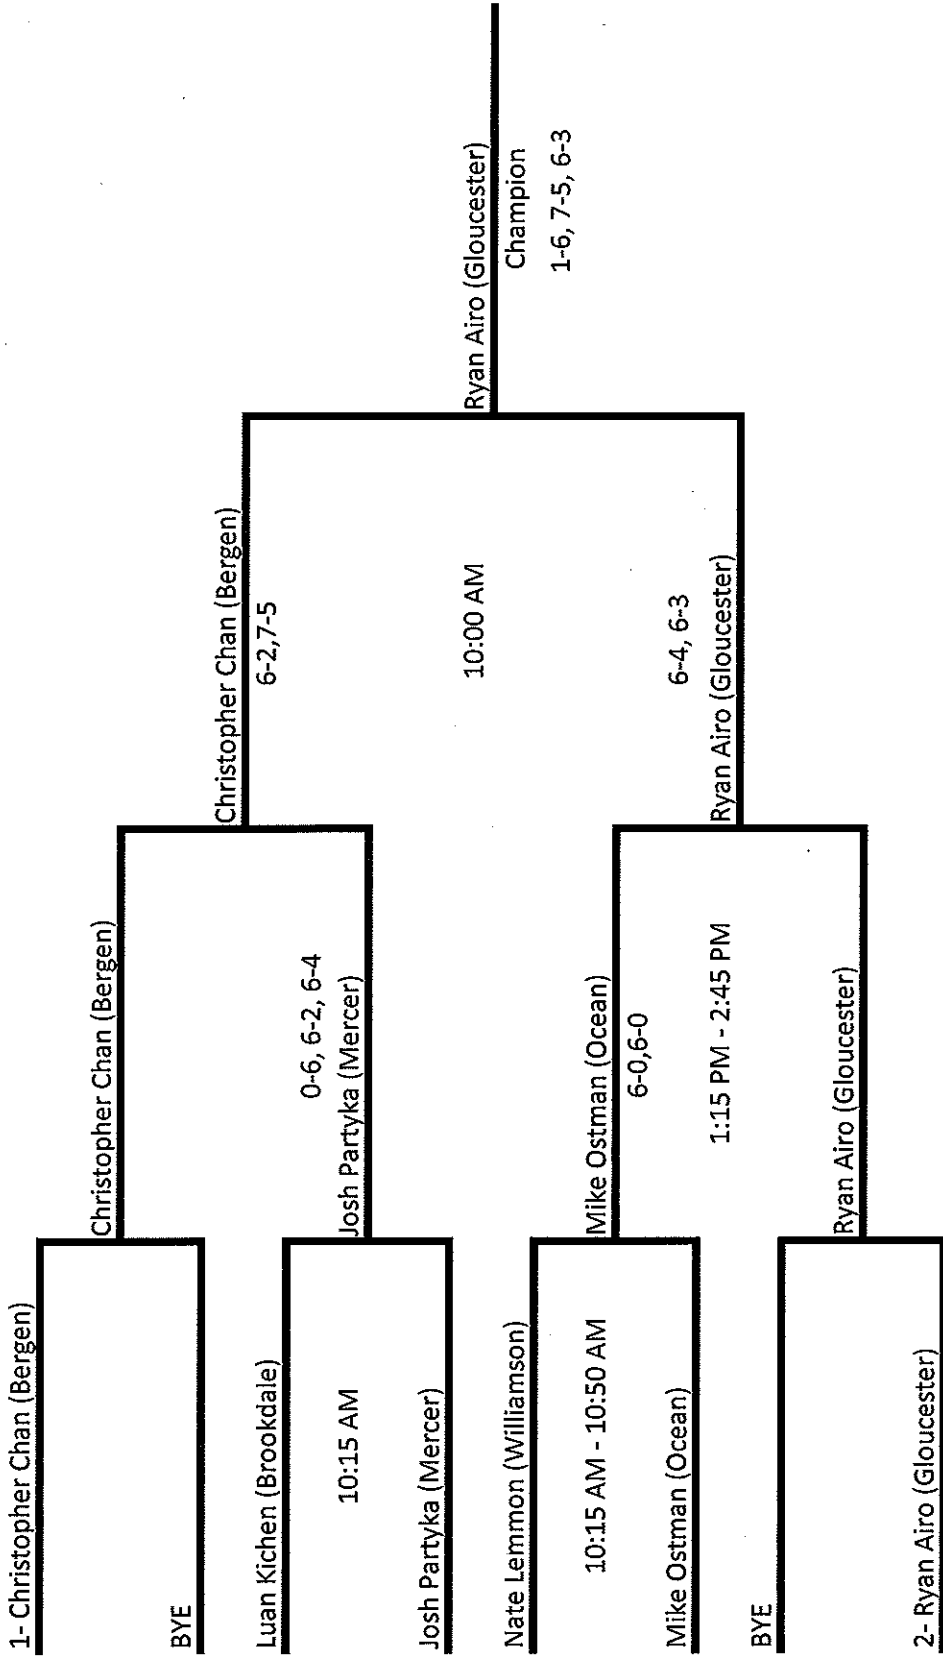 1- Christopher Chan (Bergen)
BYE
Luan Kichen (Brookdale)
10:15 AM
Josh Partyka (Mercer)
Nate Lemmon (Williamson)
10:15 AM - 10:50 AM
Mike Ostman (Ocean)
BYE
2- Ryan Airo (Gloucester)
Christopher Chan (Bergen)
0-6, 6-2, 6-4
Josh Partyka (Mercer)
Mike Ostman (Ocean)
6-0,6-0
1:15 PM - 2:45 PM
Ryan Airo (Gloucester)
Christopher Chan (Bergen)
6-2,7-5
10:00 AM
6-4, 6-3
Ryan Airo (Gloucester)
Ryan Airo (Gloucester)
Champion
1-6, 7-5, 6-3